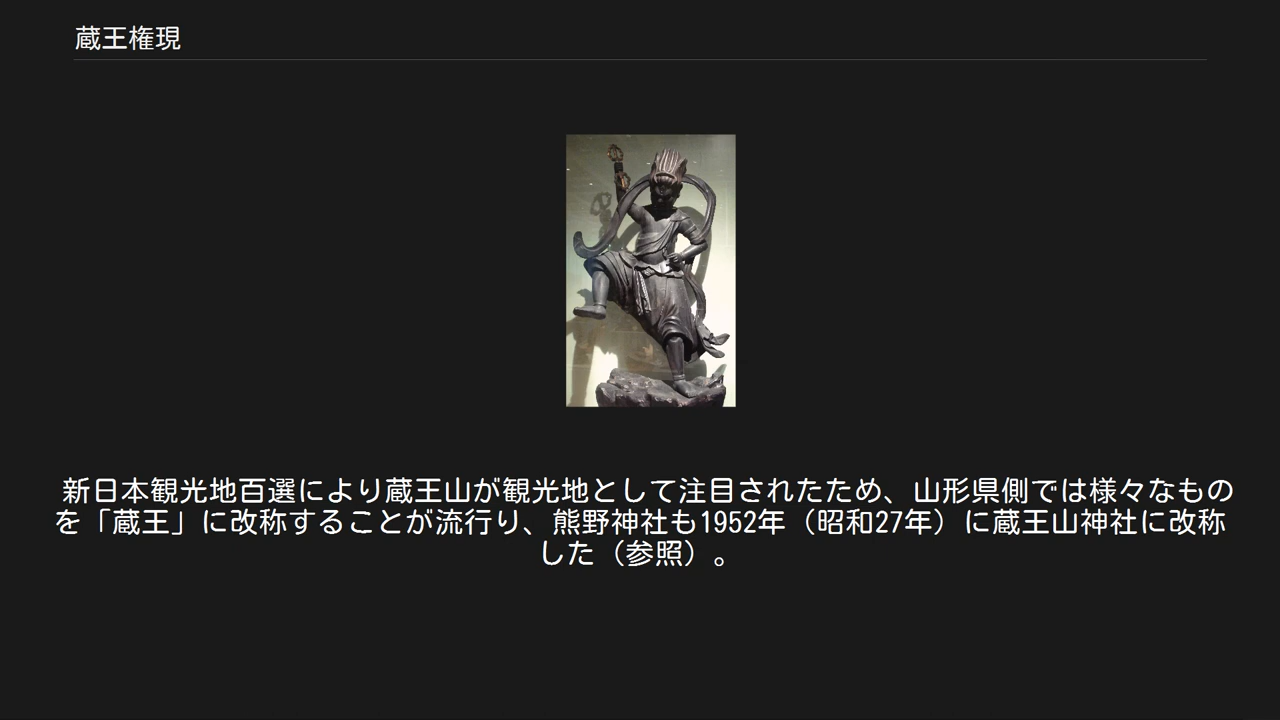 蔵王権現
新日本観光地百選により蔵王山が観光地として注目されたため、山形県側では様々なもの
を「蔵王」に改称することが流行り、熊野神社も1952年（昭和27年）に蔵王山神社に改称
した（参照）。